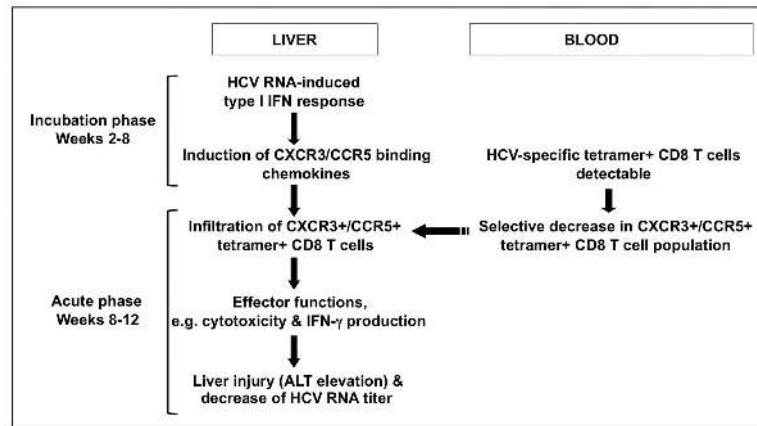 LIVER
BLOOD
Incubation phase
Weeks 2-8
HCV RNA-induced
type I IFN response
Induction of CXCR3/CCR5 binding
chemokines
HCV-specific tetramer+ CD8 T cells
detectable
Acute phase
Weeks 8-12
Infiltration of CXCR3+/CCR5+
tetramer+ CD8 T cells
Selective decrease in CXCR3+/CCR5+
tetramer+ CD8 T cell population
Effector functions,
e.g. cytotoxicity & IFN-γ production
Liver injury (ALT elevation) &
decrease of HCV RNA titer